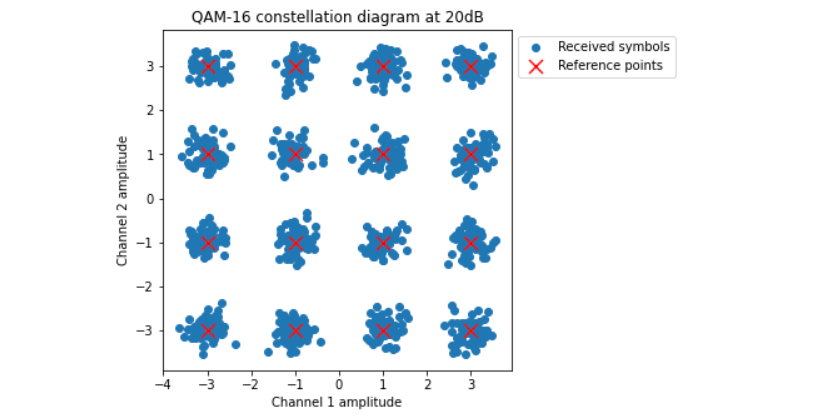 QAM-16 constellation diagram at 20dB
Received symbols
Reference points
3
2
1
0
−1
−2
−3
Channel 2 amplitude
−4 −3 −2 −1 0 1 2 3
Channel 1 amplitude